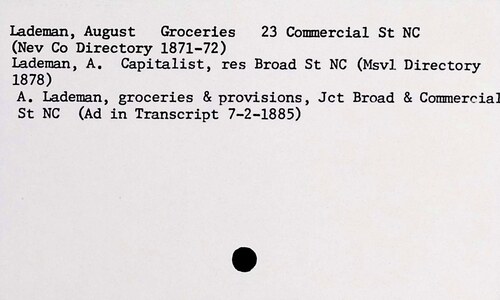 Lademan, August Groceries 23 Commercial St NC
(Nev Co Directory 1871-72)
Lademan, A. Capitalist, res Broad St NC (Msvl Directory
1878)
A. Lademan, groceries & provisions, Jct Broad & Commercial
St NC (Ad in Transcript 7-2-1885)